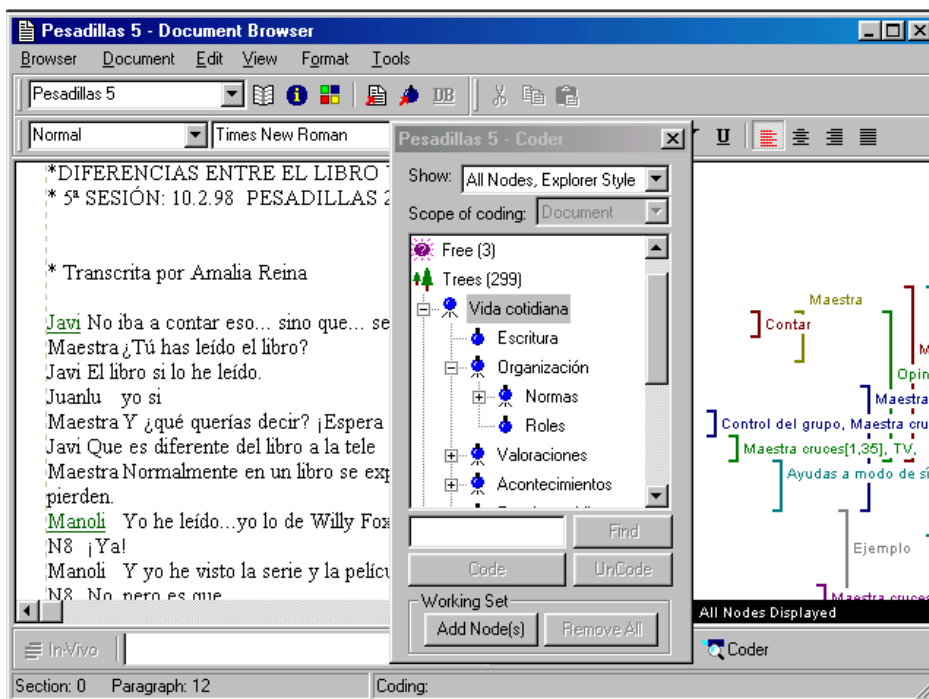 Pesadillas 5 - Document Browser
Browser Document Edit View Format Tools
Pesadillas 5
DB
Normal
Times New Roman
U
*DIFERENCIAS ENTRE EL LIBRO
* 5ª SESIÓN: 10.2.98 PESADILLAS 2
* Transcrita por Amalia Reina
Javi No iba a contar eso... sino que... se
Maestra ¿Tú has leído el libro?
Javi El libro si lo he leído.
Juanlu yo si
Maestra Y ¿qué querías decir? ¡Espera
Javi Que es diferente del libro a la tele
Maestra Normalmente en un libro se exp
pierden.
Manoli Yo he leído...yo lo de Willy Fox
N8 ¡Ya!
Manoli Y yo he visto la serie y la pelícu
N8 No, pero es que
Pesadillas 5 - Coder
Show: All Nodes, Explorer Style
Scope of coding: Document
Free (3)
Trees (299)
Vida cotidiana
Escritura
Organización
Normas
Roles
Valoraciones
Acontecimientos
Find
Code UnCode
Working Set
Add Node(s) Remove All
Maestra
Contar
M
Opin
Maestra
Control del grupo, Maestra cru
Maestra cruces[1,35], TV,
Ayudas a modo de sí
Ejemplo
Maestra cruces
All Nodes Displayed
In-Vivo
Coder
Section: 0 Paragraph: 12 Coding: